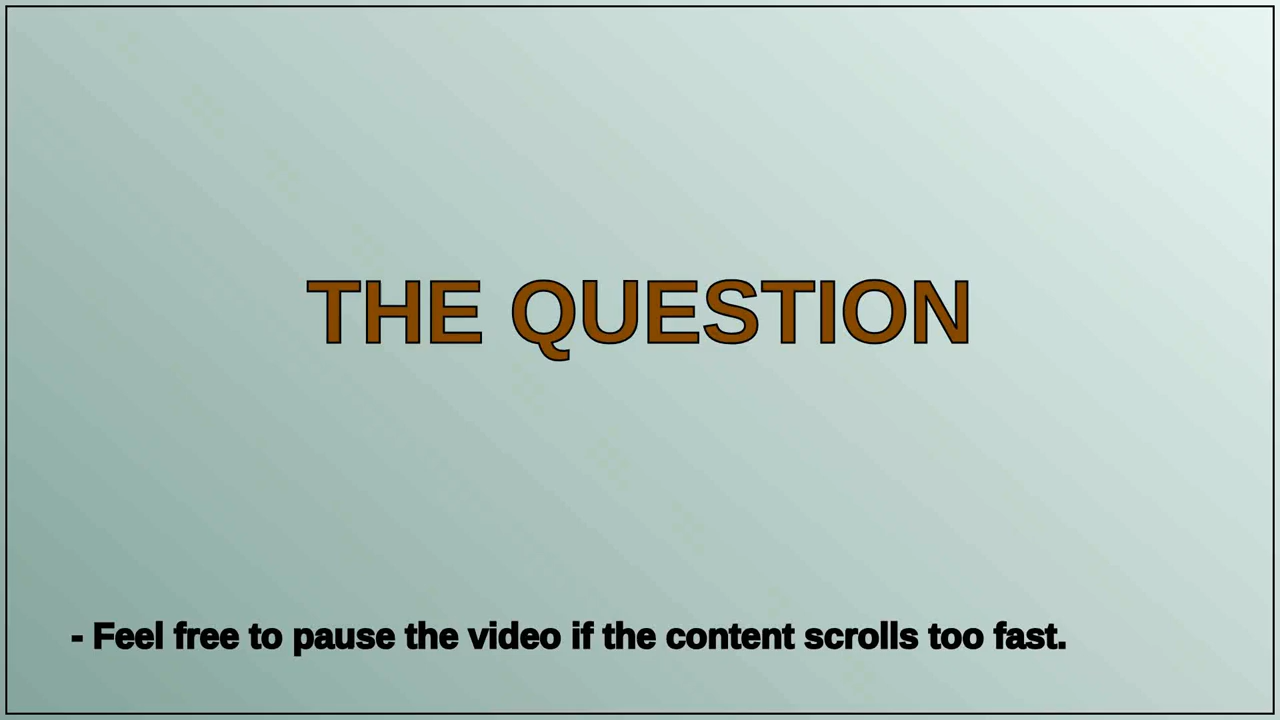 THE QUESTION
- Feel free to pause the video if the content scrolls too fast.